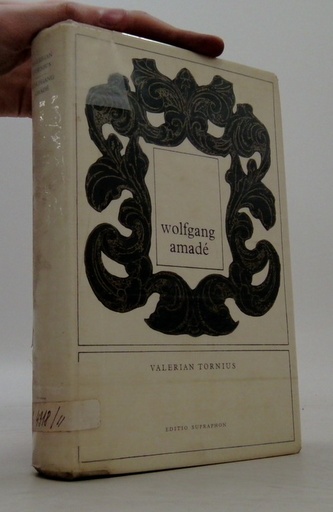 wolfgang
amadé
VALERIAN TORNIUS
EDITIO SUPRAPHON